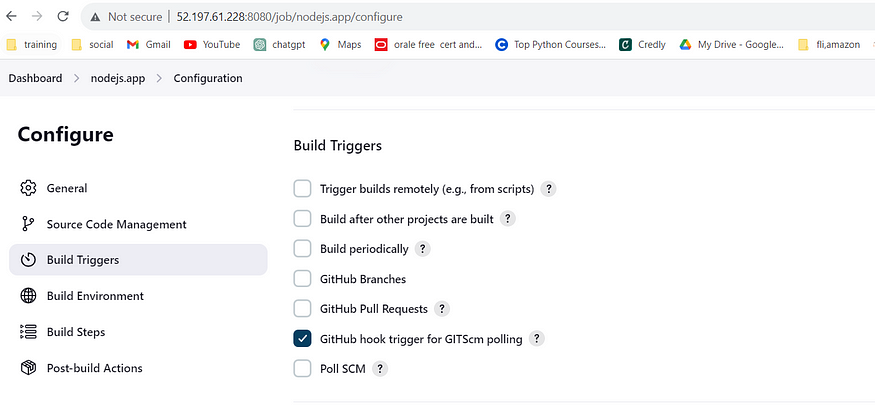 Not secure | 52.197.61.228:8080/job/nodejs.app/configure
training social Gmail YouTube chatgpt Maps orale free cert and... Top Python Courses... Credly My Drive - Google... fli,amazon
Dashboard > nodejs.app > Configuration
Configure
General
Source Code Management
Build Triggers
Build Environment
Build Steps
Post-build Actions
Build Triggers
Trigger builds remotely (e.g., from scripts) ?
Build after other projects are built ?
Build periodically ?
GitHub Branches
GitHub Pull Requests ?
GitHub hook trigger for GITScm polling ?
Poll SCM ?